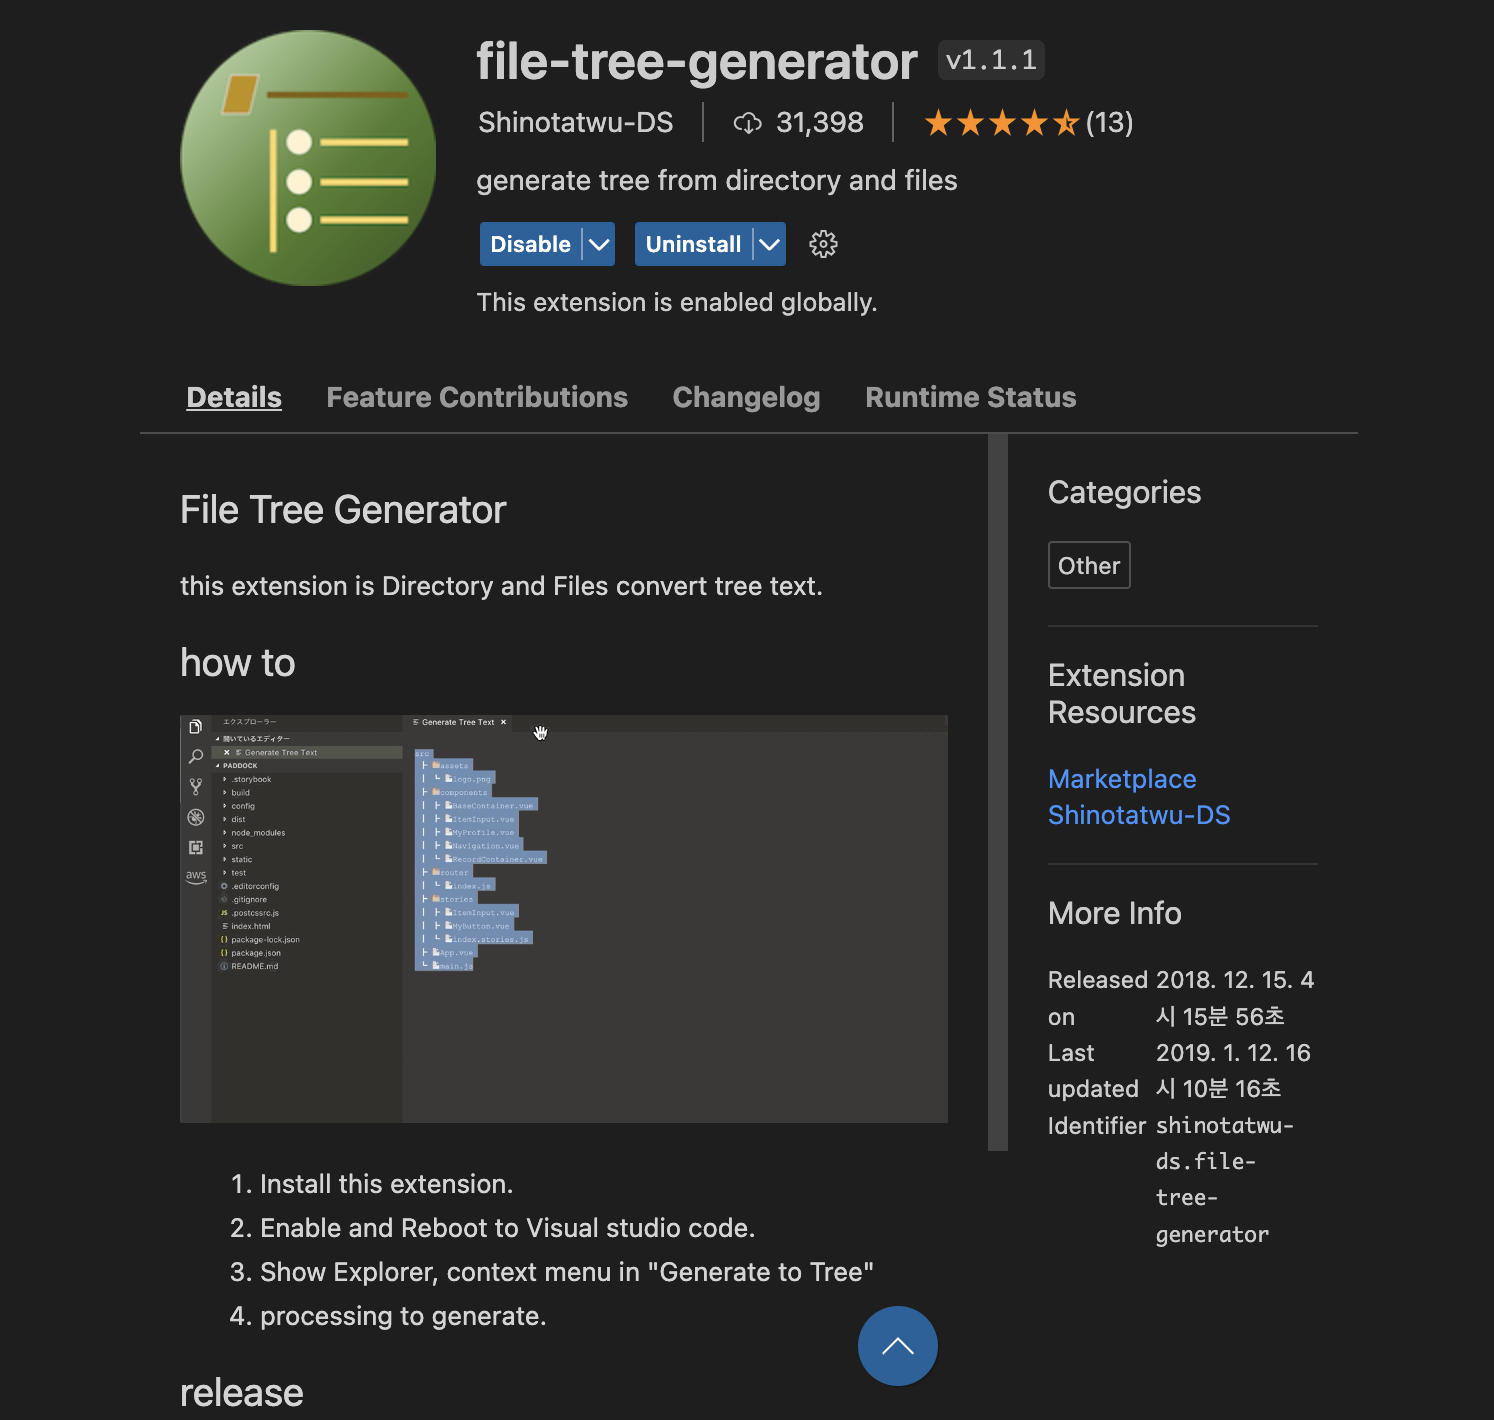 file-tree-generator v1.1.1
Shinotatwu-DS 31,398 (13)
generate tree from directory and files
Disable Uninstall
This extension is enabled globally.
Details Feature Contributions Changelog Runtime Status
File Tree Generator
this extension is Directory and Files convert tree text.
how to
エクスプローラー
開いているエディター
Generate Tree Text
PADDOCK
.storybook
build
config
dist
node_modules
src
static
test
.editorconfig
.gitignore
JS .postcssrc.js
index.html
{} package-lock.json
{} package.json
README.md
aws
Generate Tree Text
src
assets
logo.png
components
BaseContainer.vue
ItemInput.vue
MyProfile.vue
Navigation.vue
RecordContainer.vue
router
index.js
stories
ItemInput.vue
MyButton.vue
index.stories.js
App.vue
main.js
1. Install this extension.
2. Enable and Reboot to Visual studio code.
3. Show Explorer, context menu in "Generate to Tree"
4. processing to generate.
release
Categories
Other
Extension
Resources
Marketplace
Shinotatwu-DS
More Info
Released 2018. 12. 15. 4
on 시 15분 56초
Last 2019. 1. 12. 16
updated 시 10분 16초
Identifier shinotatwu-
ds.file-
tree-
generator